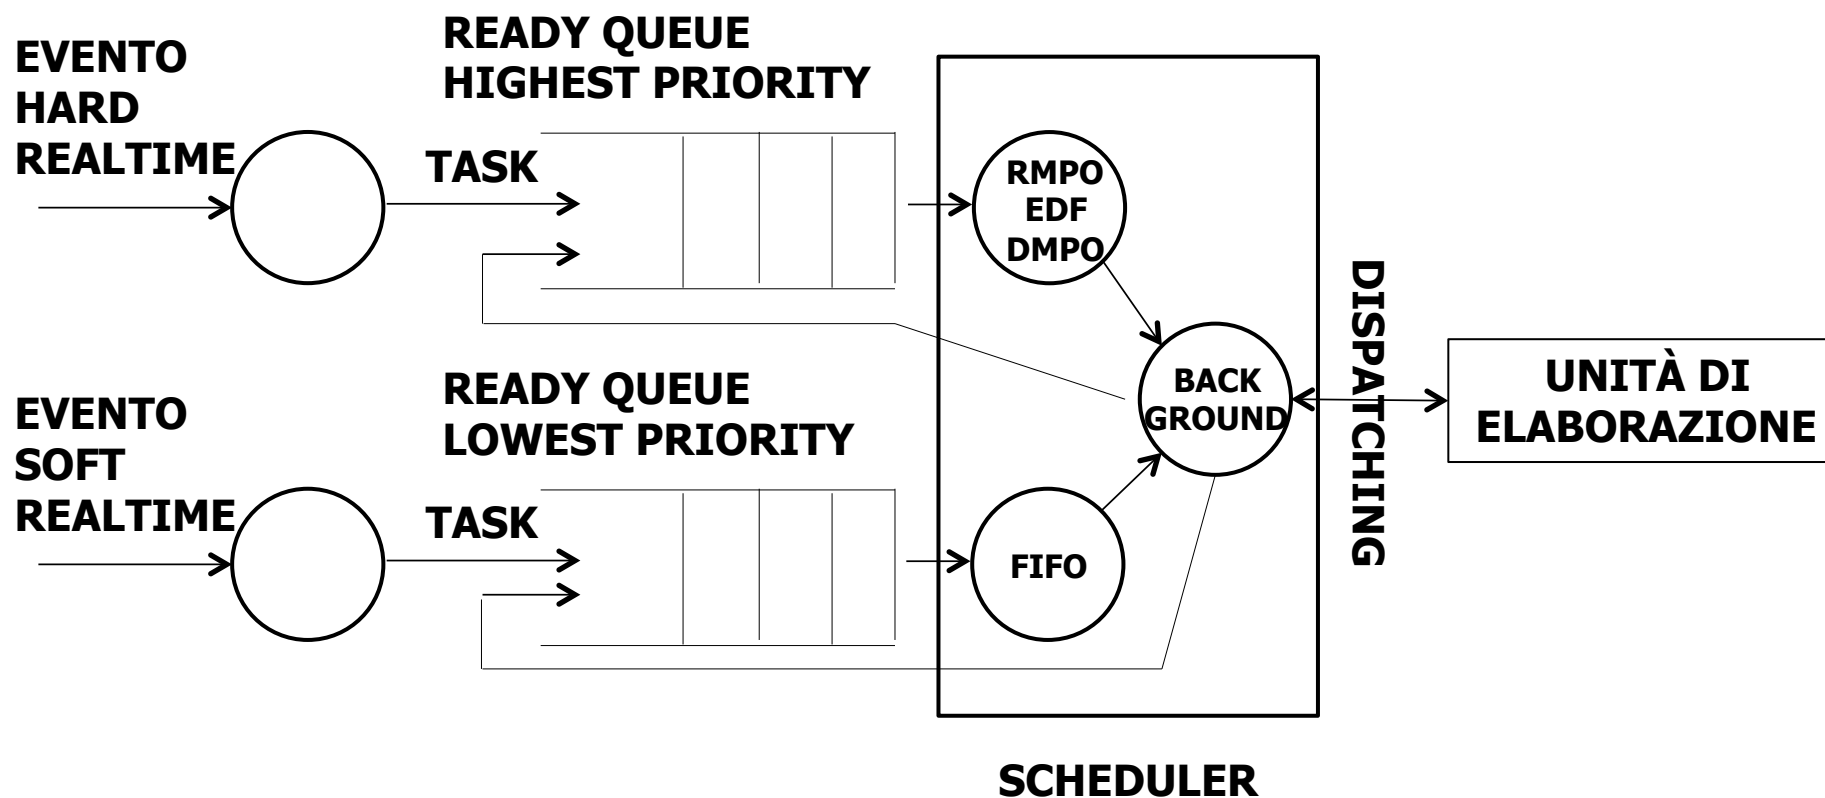 EVENTO
HARD
REALTIME
READY QUEUE
HIGHEST PRIORITY
TASK
RMPO
EDF
DMPO
BACK
GROUND
DISPATCHING
UNITÀ DI
ELABORAZIONE
EVENTO
SOFT
REALTIME
READY QUEUE
LOWEST PRIORITY
TASK
FIFO
SCHEDULER